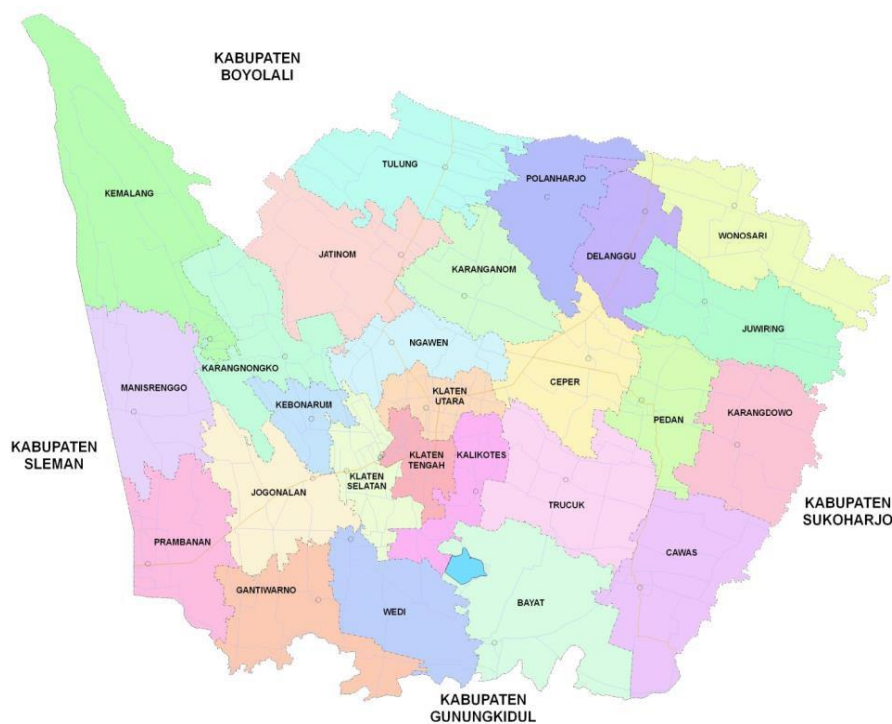 KABUPATEN
BOYOLALI
TULUNG
POLANHARJO
KEMALANG
WONOSARI
JATINOM
DELANGGU
KARANGANOM
JUWIRING
NGAWEN
KARANGNONGKO
MANISRENGGO
CEPER
KEBONARUM
KLATEN
UTARA
PEDAN
KARANGDOWO
KABUPATEN
SLEMAN
KLATEN
TENGAH
KALIKOTES
KLATEN
SELATAN
JOGONALAN
TRUCUK
KABUPATEN
SUKOHARJO
PRAMBANAN
CAWAS
GANTIWARNO
WEDI
BAYAT
KABUPATEN
GUNUNGKIDUL